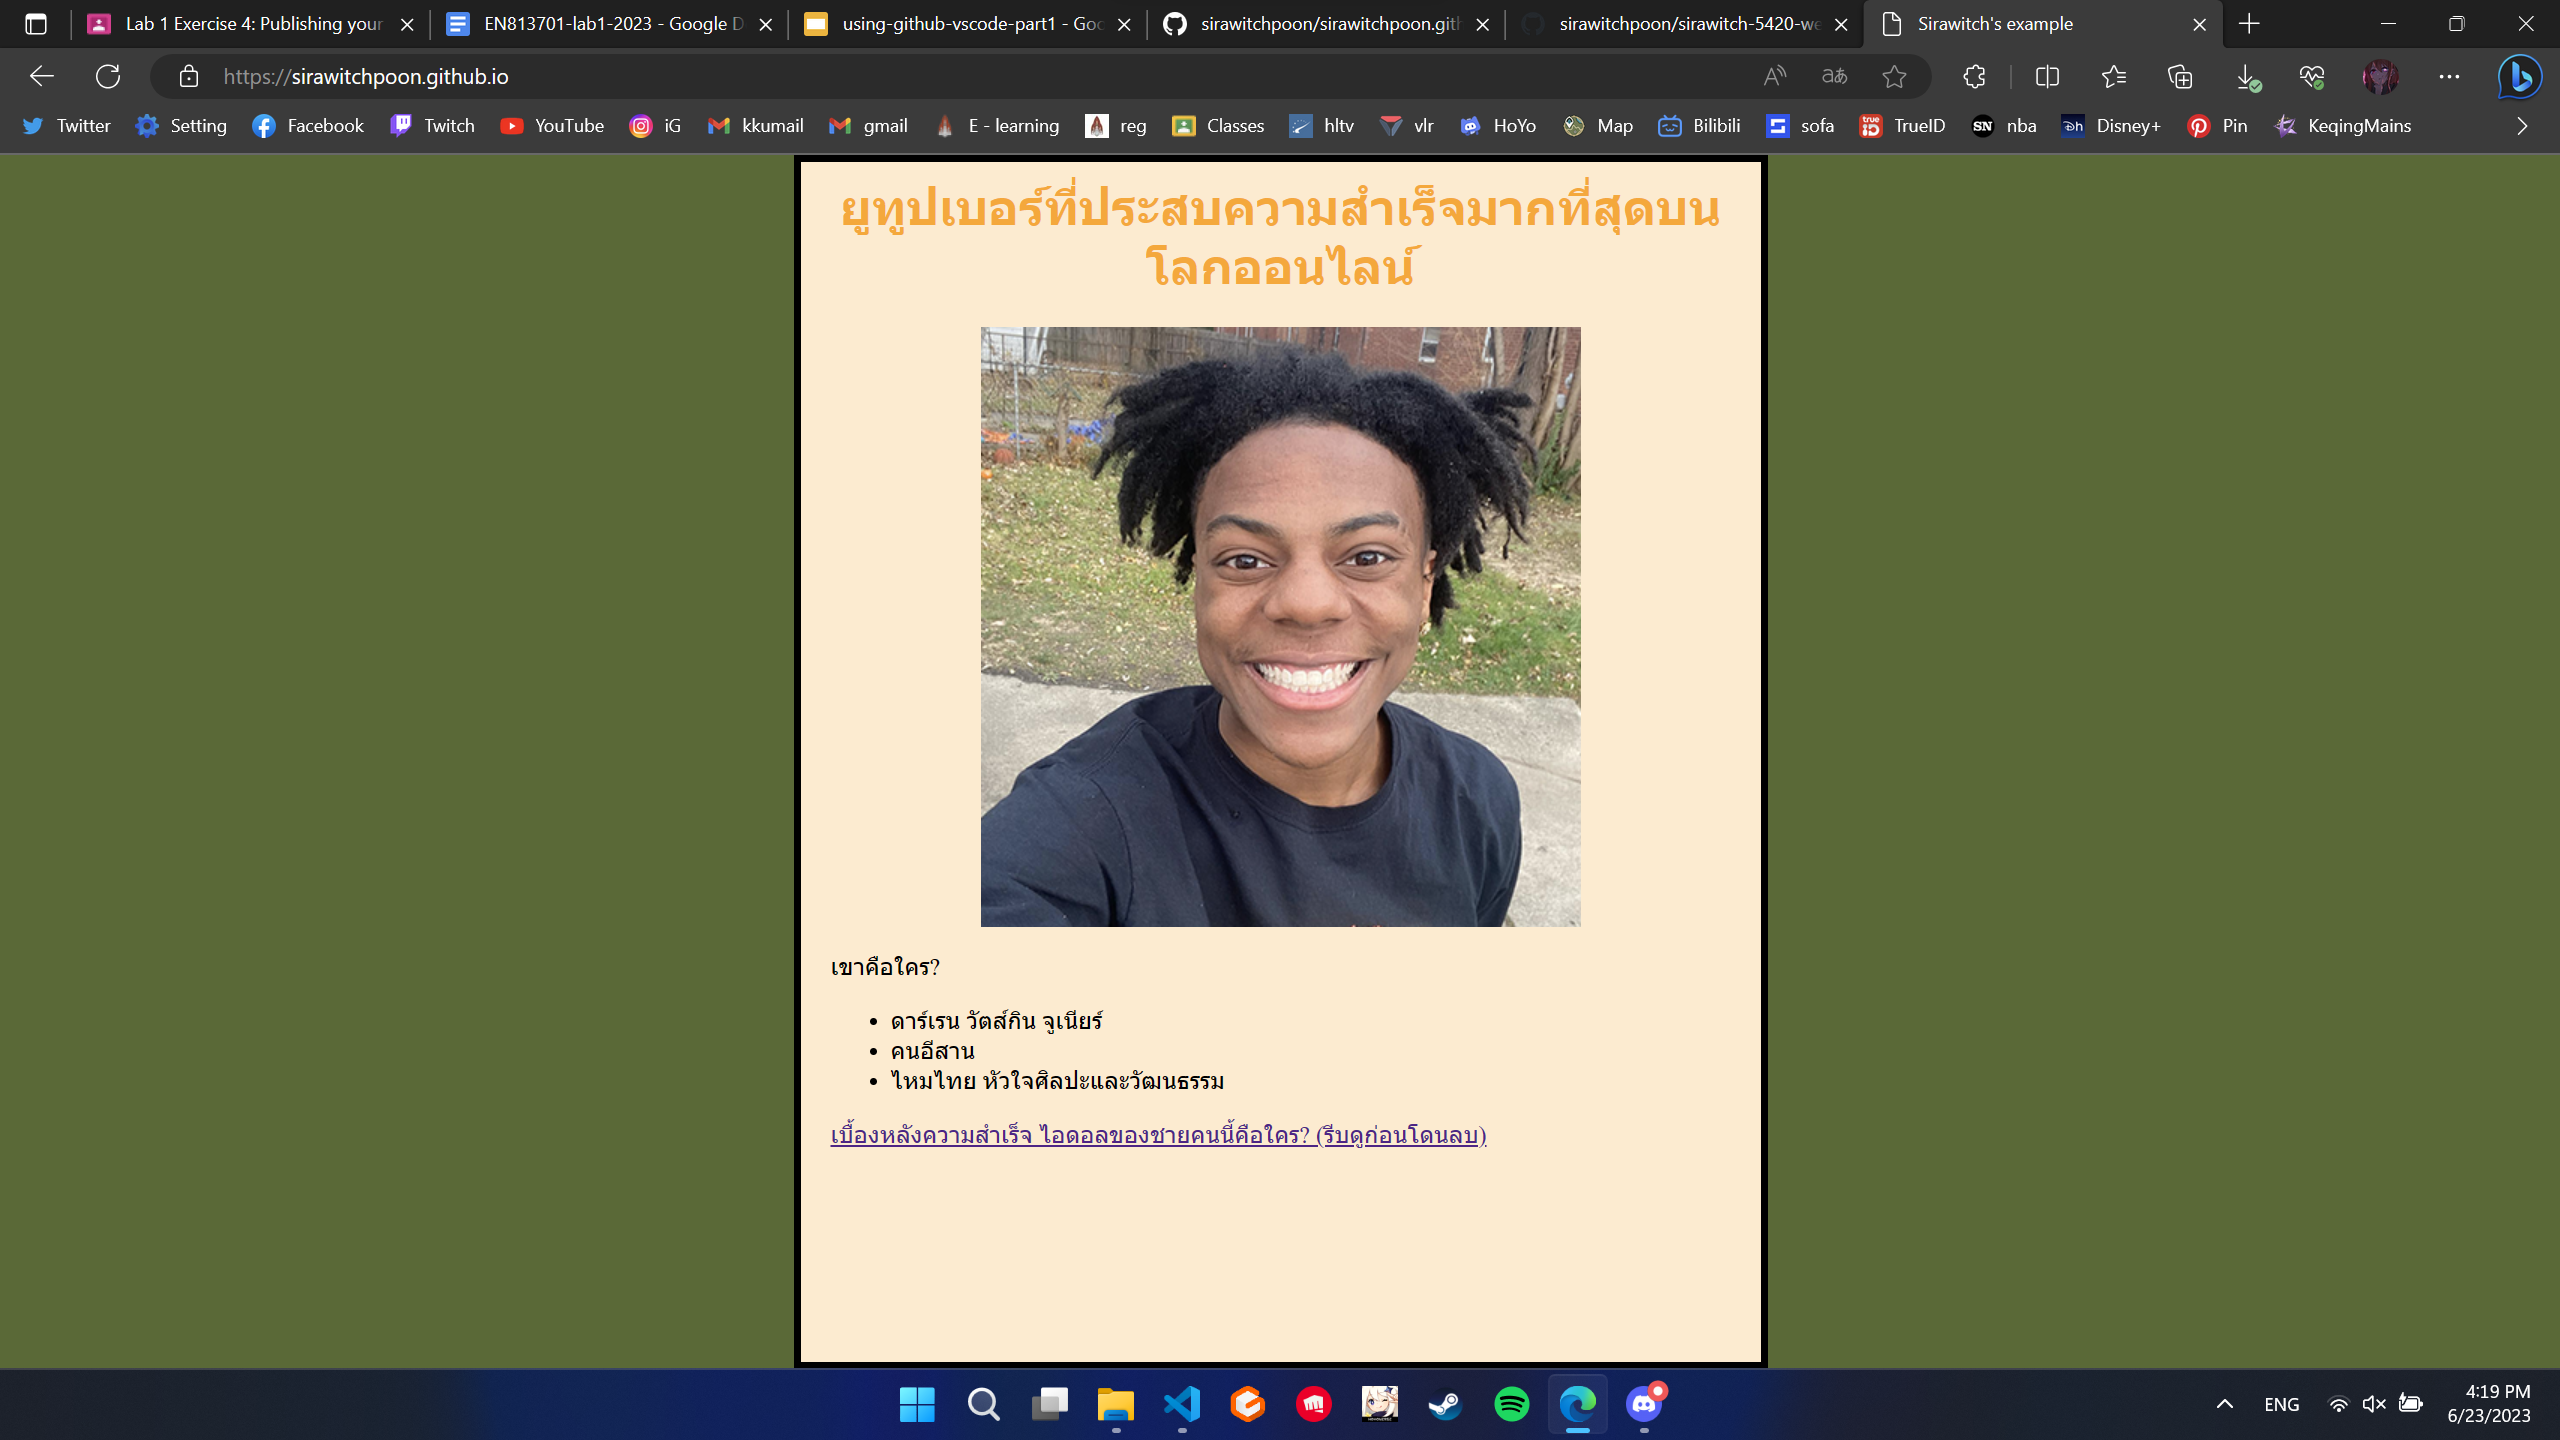 Lab 1 Exercise 4: Publishing your
EN813701-lab1-2023 - Google D
using-github-vscode-part1 - Goo
sirawitchpoon/sirawitchpoon.gith
sirawitchpoon/sirawitch-5420-we
Sirawitch's example
https://sirawitchpoon.github.io
Twitter Setting Facebook Twitch YouTube iG kkumail gmail E - learning reg Classes hltv vlr HoYo Map Bilibili sofa TrueID nba Disney+ Pin KeqingMains
ยูทูปเบอร์ที่ประสบความสำเร็จมากที่สุดบน
โลกออนไลน์
เขาคือใคร?
• ดาร์เรน วัตส์กิน จูเนียร์
• คนอีสาน
• ไหมไทย หัวใจศิลปะและวัฒนธรรม
เบื้องหลังความสำเร็จ ไอดอลของชายคนนี้คือใคร? (รีบดูก่อนโดนลบ)
ENG
4:19 PM
6/23/2023